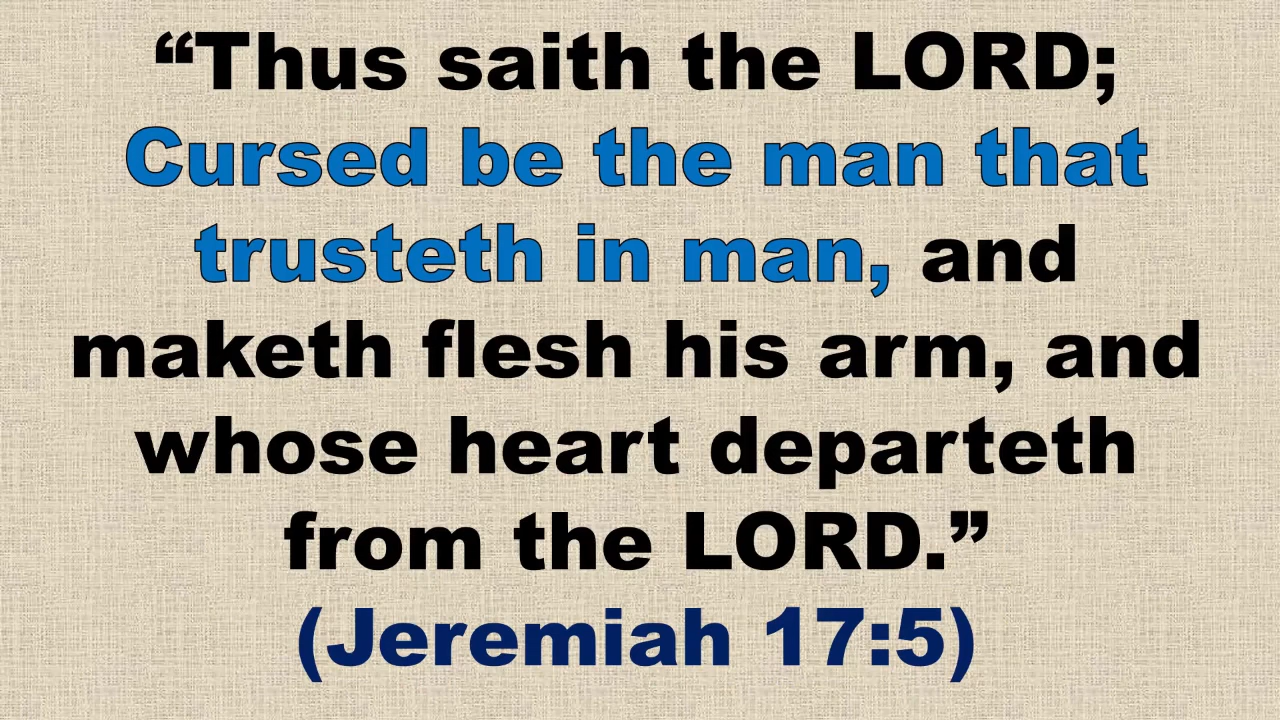 “Thus saith the LORD;
Cursed be the man that
trusteth in man, and
maketh flesh his arm, and
whose heart departeth
from the LORD.”
(Jeremiah 17:5)